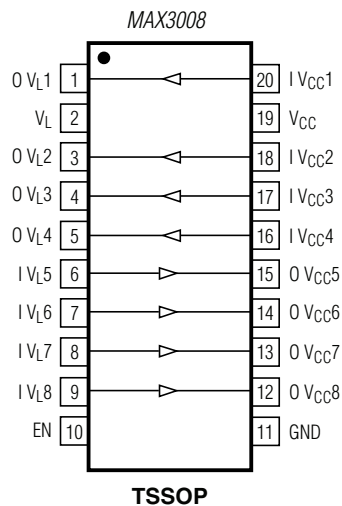 MAX3008
O VL1 1 20 I VCC1
VL 2 19 VCC
O VL2 3 18 I VCC2
O VL3 4 17 I VCC3
O VL4 5 16 I VCC4
I VL5 6 15 O VCC5
I VL6 7 14 O VCC6
I VL7 8 13 O VCC7
I VL8 9 12 O VCC8
EN 10 11 GND
TSSOP